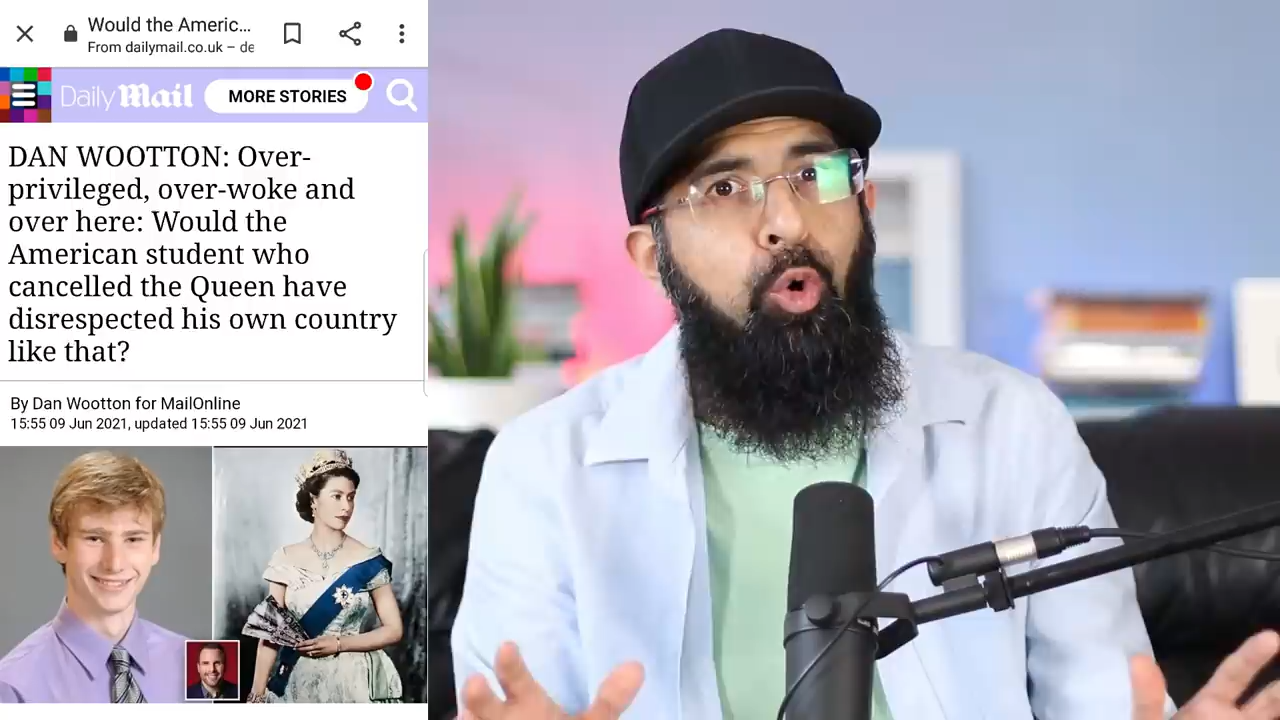 Would the Americ...
From dailymail.co.uk – de
Daily Mail
MORE STORIES
DAN WOOTTON: Over-
privileged, over-woke and
over here: Would the
American student who
cancelled the Queen have
disrespected his own country
like that?
By Dan Wootton for MailOnline
15:55 09 Jun 2021, updated 15:55 09 Jun 2021